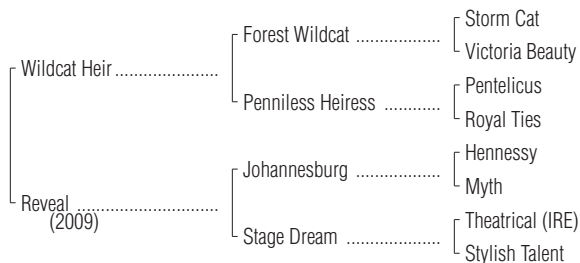 Storm Cat
Forest Wildcat ..................
Victoria Beauty
Wildcat Heir ......................
Pentelicus
Penniless Heiress ............
Royal Ties
Hennessy
Johannesburg ..................
Myth
Reveal ..............................
(2009)
Theatrical (IRE)
Stage Dream ....................
Stylish Talent